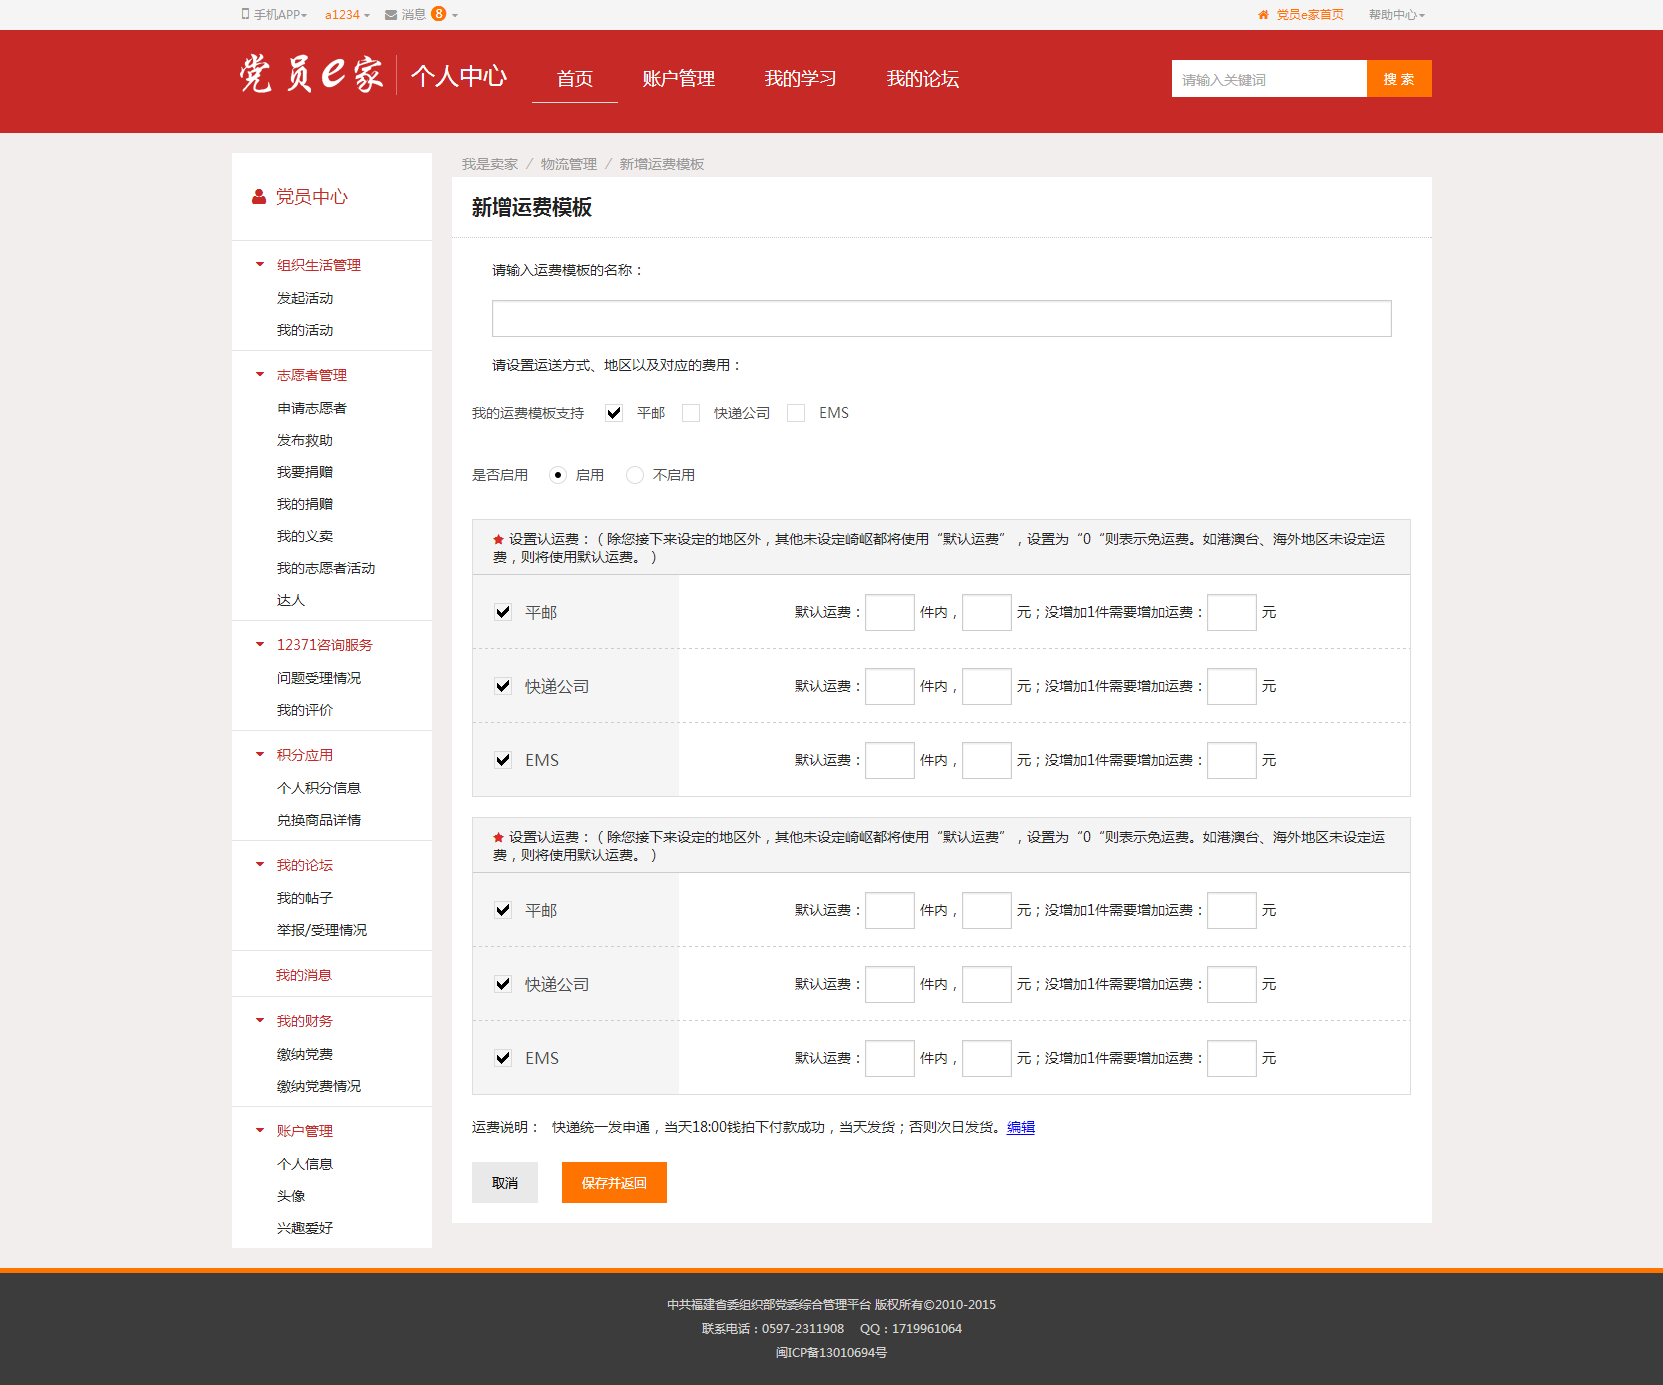 手机APP a1234 消息 8 党员e家首页 帮助中心
党员e家 个人中心 首页 账户管理 我的学习 我的论坛 请输入关键词 搜 索
我是卖家 / 物流管理 / 新增运费模板
党员中心
组织生活管理
发起活动
我的活动
志愿者管理
申请志愿者
发布救助
我要捐赠
我的捐赠
我的义卖
我的志愿者活动
达人
12371咨询服务
问题受理情况
我的评价
积分应用
个人积分信息
兑换商品详情
我的论坛
我的帖子
举报/受理情况
我的消息
我的财务
缴纳党费
缴纳党费情况
账户管理
个人信息
头像
兴趣爱好
新增运费模板
请输入运费模板的名称：
请设置运送方式、地区以及对应的费用：
我的运费模板支持 平邮 快递公司 EMS
是否启用 启用 不启用
设置认运费：（除您接下来设定的地区外，其他未设定崎岖都将使用“默认运费”，设置为“0“则表示免运费。如港澳台、海外地区未设定运
费，则将使用默认运费。）
平邮 默认运费： 件内， 元；没增加1件需要增加运费： 元
快递公司 默认运费： 件内， 元；没增加1件需要增加运费： 元
EMS 默认运费： 件内， 元；没增加1件需要增加运费： 元
设置认运费：（除您接下来设定的地区外，其他未设定崎岖都将使用“默认运费”，设置为“0“则表示免运费。如港澳台、海外地区未设定运
费，则将使用默认运费。）
平邮 默认运费： 件内， 元；没增加1件需要增加运费： 元
快递公司 默认运费： 件内， 元；没增加1件需要增加运费： 元
EMS 默认运费： 件内， 元；没增加1件需要增加运费： 元
运费说明： 快递统一发申通，当天18:00钱拍下付款成功，当天发货；否则次日发货。编辑
取消 保存并返回
中共福建省委组织部党委综合管理平台 版权所有©2010-2015
联系电话：0597-2311908 QQ：1719961064
闽ICP备13010694号